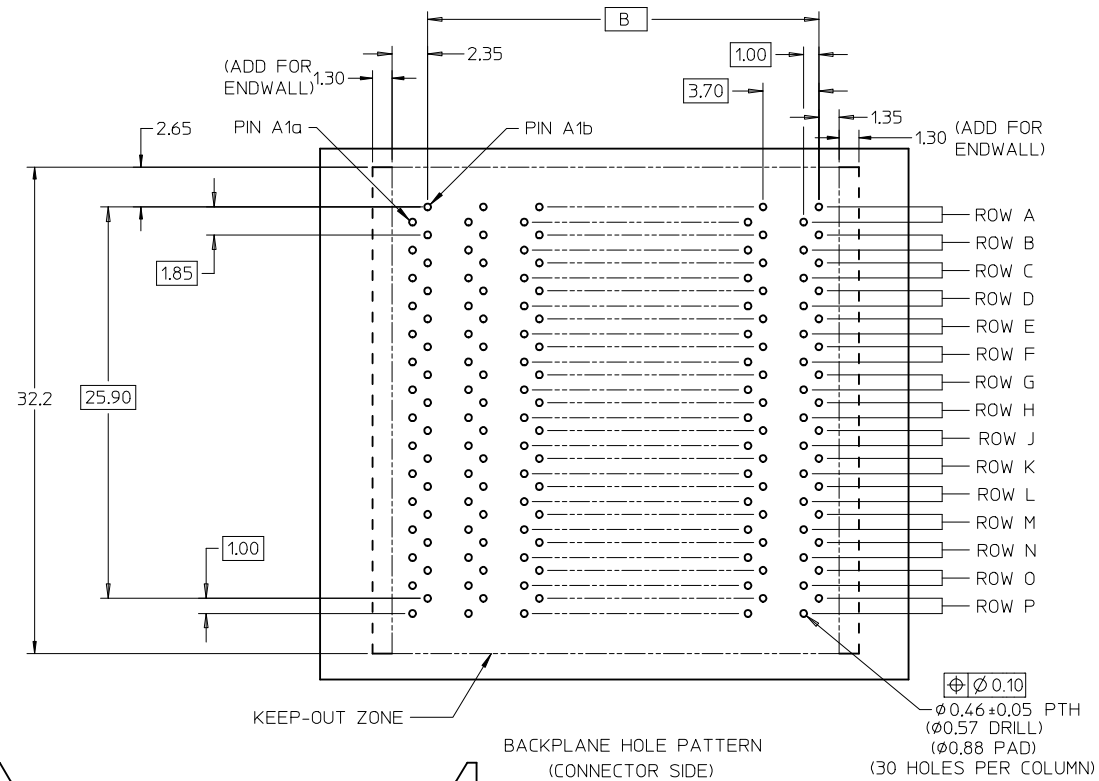 B
2.35
1.00
(ADD FOR
ENDWALL)
1.30
3.70
2.65
PIN A1a
PIN A1b
1.35
1.30
(ADD FOR
ENDWALL)
ROW A
ROW B
1.85
ROW C
ROW D
ROW E
ROW F
32.2
25.90
ROW G
ROW H
ROW J
ROW K
ROW L
ROW M
1.00
ROW N
ROW O
ROW P
KEEP-OUT ZONE
⌖ Ø 0.10
Ø0.46±0.05 PTH
(Ø0.57 DRILL)
(Ø0.88 PAD)
(30 HOLES PER COLUMN)
BACKPLANE HOLE PATTERN
(CONNECTOR SIDE)